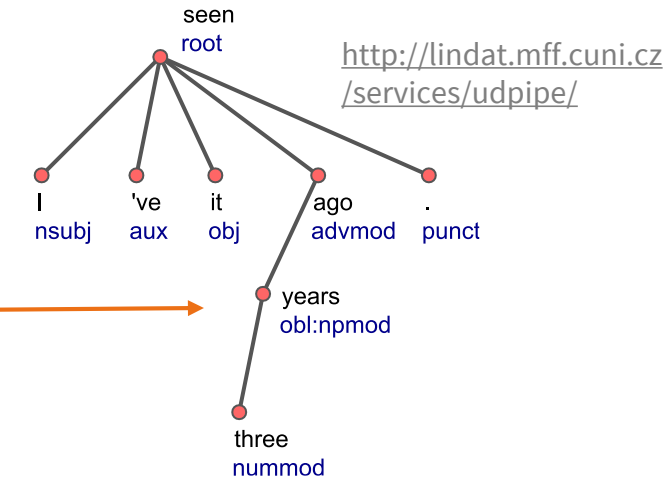 seen
root
http://lindat.mff.cuni.cz
/services/udpipe/
I 've it ago .
nsubj aux obj advmod punct
years
obl:npmod
three
nummod